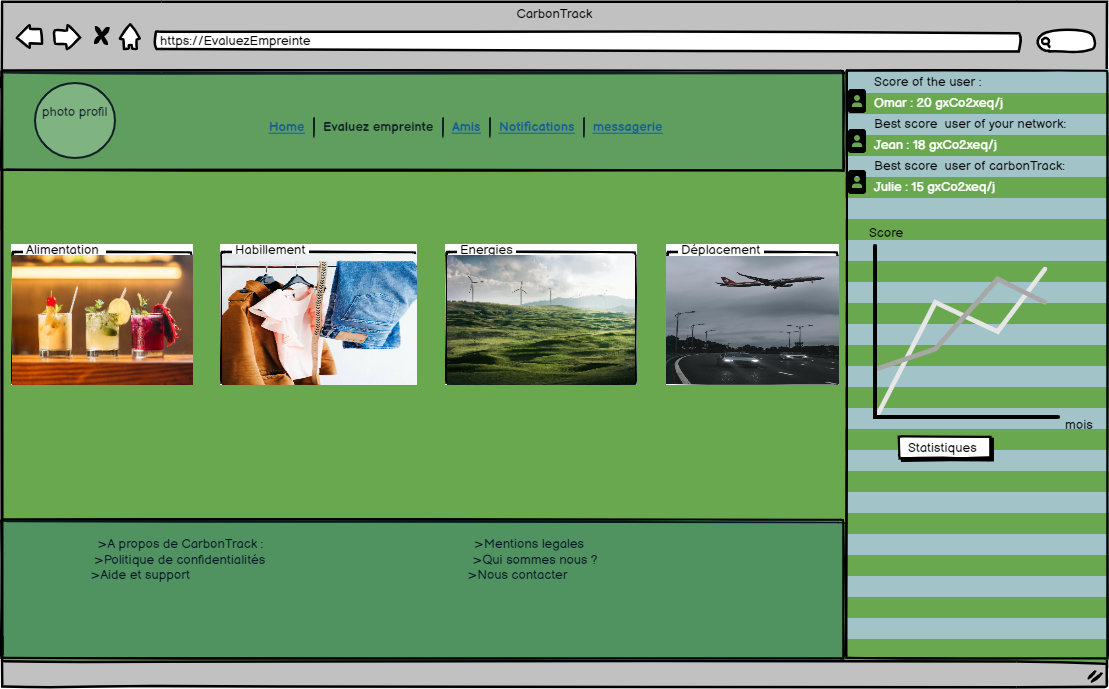 CarbonTrack
https://EvaluezEmpreinte
photo profil
Home
Evaluez empreinte
Amis
Notifications
messagerie
Alimentation
Habillement
Energies
Déplacement
>A propos de CarbonTrack :
>Politique de confidentialités
>Aide et support
>Mentions legales
>Qui sommes nous ?
>Nous contacter
Score of the user :
Omar : 20 gxCo2xeq/j
Best score user of your network:
Jean : 18 gxCo2xeq/j
Best score user of carbonTrack:
Julie : 15 gxCo2xeq/j
Score
mois
Statistiques